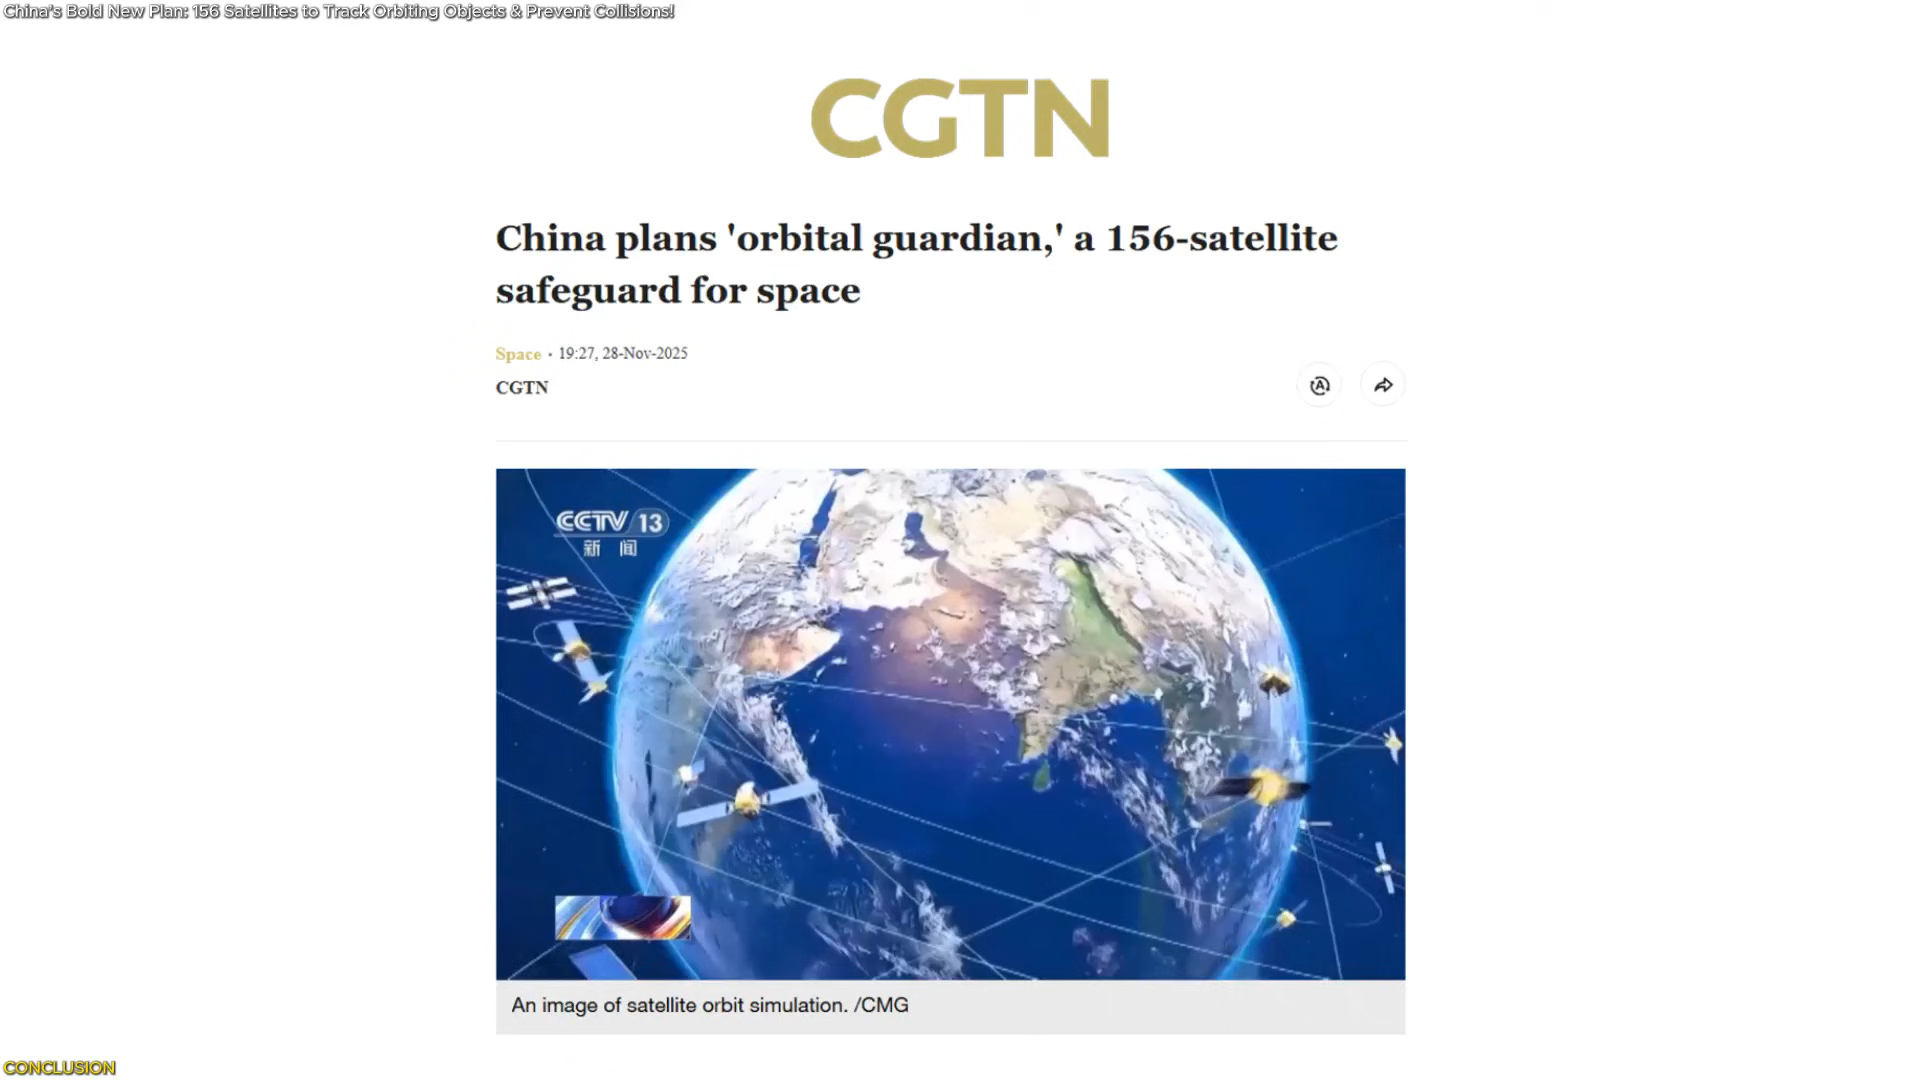 China's Bold New Plan: 156 Satellites to Track Orbiting Objects & Prevent Collisions!
CGTN
China plans 'orbital guardian,' a 156-satellite
safeguard for space
Space • 19:27, 28-Nov-2025
CGTN
CCTV 13
新闻
An image of satellite orbit simulation. /CMG
CONCLUSION